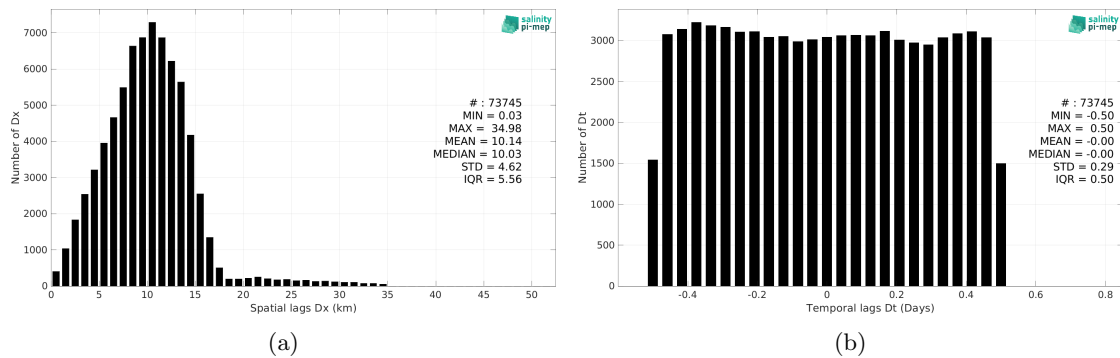 salinity
pi-mep
7000
6000
5000
4000
3000
2000
1000
0
Number of Dx
# : 73745
MIN = 0.03
MAX = 34.98
MEAN = 10.14
MEDIAN = 10.03
STD = 4.62
IQR = 5.56
0 5 10 15 20 25 30 35 40 45 50
Spatial lags Dx (km)
(a)
salinity
pi-mep
3000
2500
2000
1500
1000
500
0
Number of Dt
# : 73745
MIN = -0.50
MAX = 0.50
MEAN = -0.00
MEDIAN = -0.00
STD = 0.29
IQR = 0.50
-0.4 -0.2 0 0.2 0.4 0.6 0.8
Temporal lags Dt (Days)
(b)